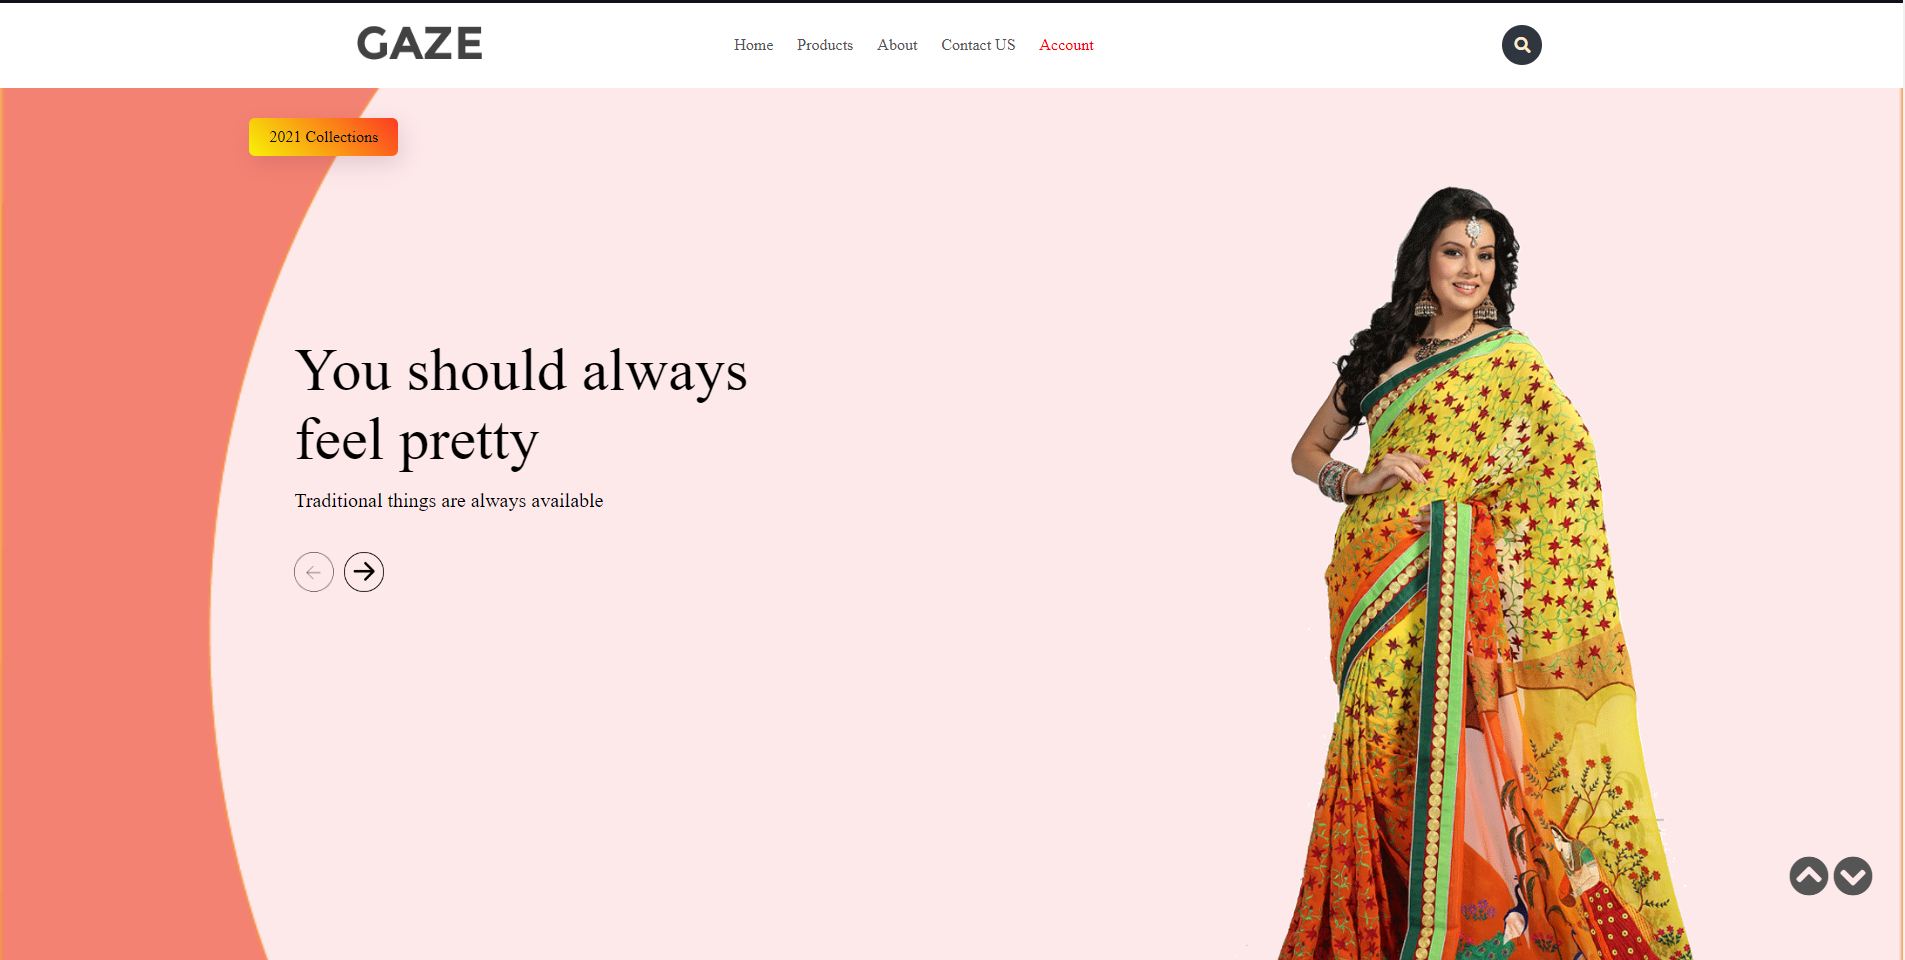 GAZE
Home Products About Contact US Account
2021 Collections
You should always
feel pretty
Traditional things are always available